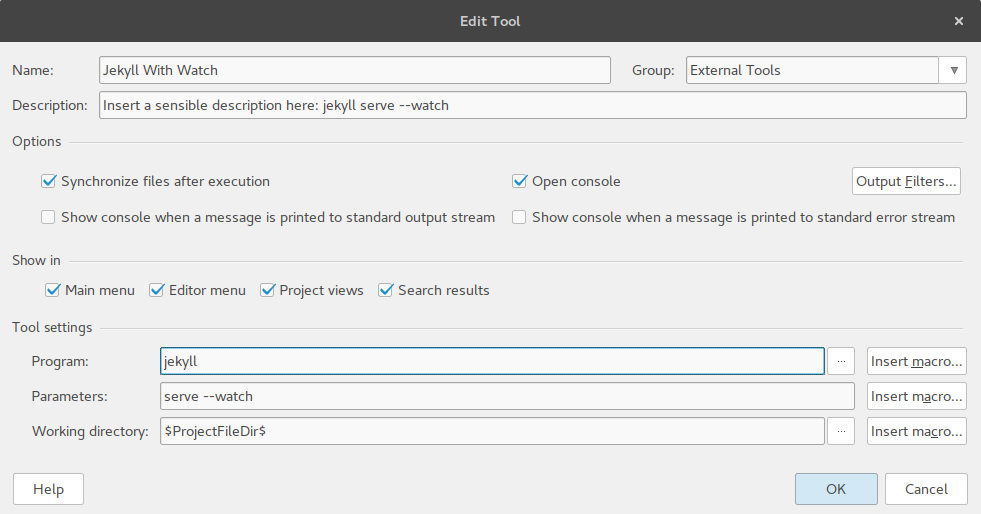 Edit Tool ×
Name: Jekyll With Watch Group: External Tools
Description: Insert a sensible description here: jekyll serve --watch
Options
Synchronize files after execution Open console Output Filters...
Show console when a message is printed to standard output stream Show console when a message is printed to standard error stream
Show in
Main menu Editor menu Project views Search results
Tool settings
Program: jekyll ... Insert macro...
Parameters: serve --watch Insert macro...
Working directory: $ProjectFileDir$ ... Insert macro...
Help OK Cancel